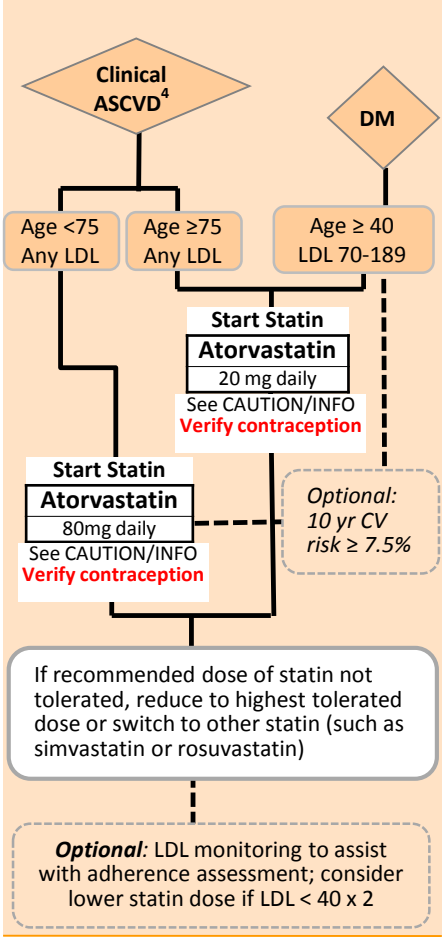 Clinical
ASCVD4
DM
Age <75
Any LDL
Age ≥75
Any LDL
Age ≥ 40
LDL 70-189
Start Statin
Atorvastatin
20 mg daily
See CAUTION/INFO
Verify contraception
Start Statin
Atorvastatin
80mg daily
See CAUTION/INFO
Verify contraception
Optional:
10 yr CV
risk ≥ 7.5%
If recommended dose of statin not
tolerated, reduce to highest tolerated
dose or switch to other statin (such as
simvastatin or rosuvastatin)
Optional: LDL monitoring to assist
with adherence assessment; consider
lower statin dose if LDL < 40 x 2